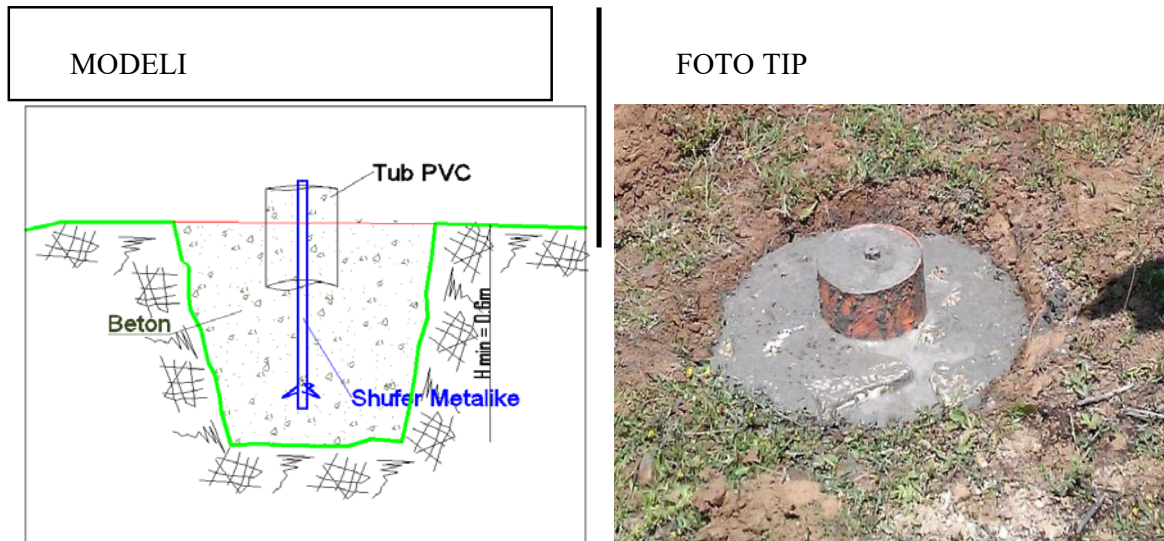 MODELI
FOTO TIP
Tub PVC
Beton
H min = 0.6m
Shufer Metalike